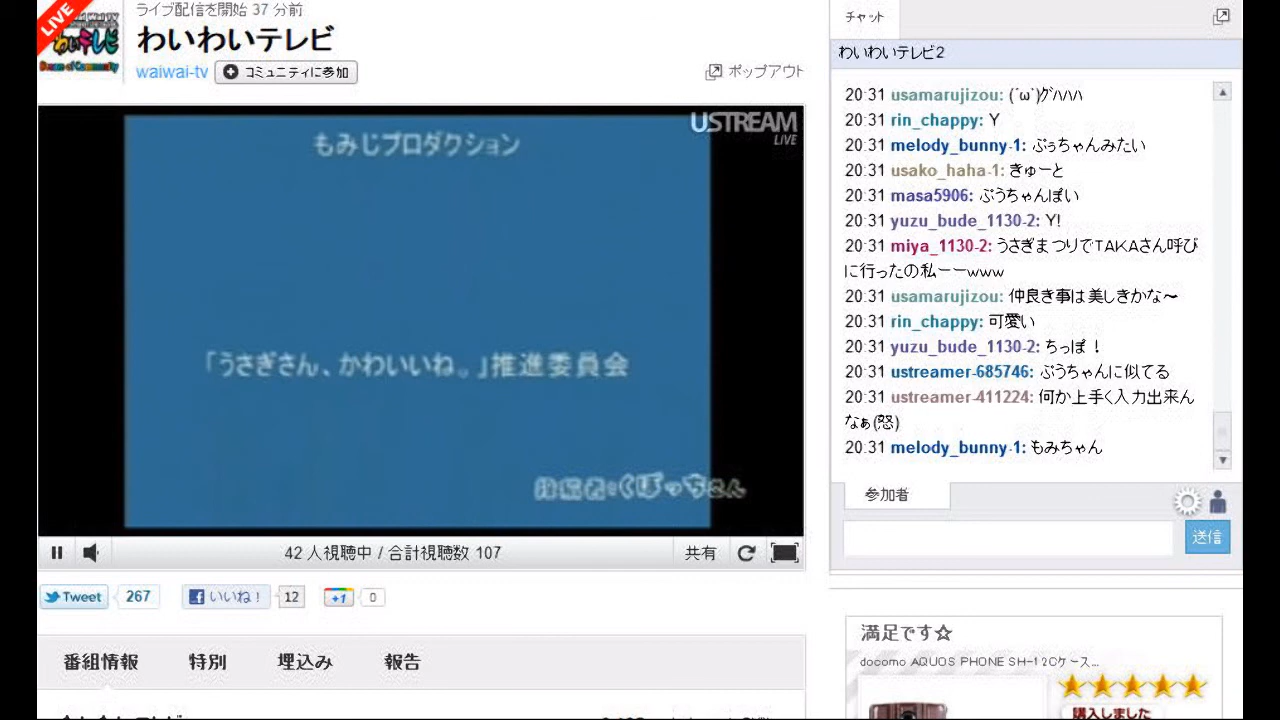 ライブ配信を開始 37 分前
LIVE
わいわいテレビ
waiwai-tv
コミュニティに参加
ポップアウト
USTREAM
LIVE
もみじプロダクション
「うさぎさん、かわいいね。」推進委員会
42 人視聴中 / 合計視聴数 107
共有
Tweet 267
いいね! 12
+1 0
番組情報 特別 埋込み 報告
チャット
わいわいテレビ2
20:31 usamarujizou: (´ω`)グハハハ
20:31 rin_chappy: Y
20:31 melody_bunny-1: ぶぅちゃんみたい
20:31 usako_haha-1: きゅーと
20:31 masa5906: ぶうちゃんぽい
20:31 yuzu_bude_1130-2: Y!
20:31 miya_1130-2: うさぎまつりでTAKAさん呼び
に行ったの私ーーwww
20:31 usamarujizou: 仲良き事は美しきかな〜
20:31 rin_chappy: 可愛い
20:31 yuzu_bude_1130-2: ちっぽ!
20:31 ustreamer-685746: ぶうちゃんに似てる
20:31 ustreamer-411224: 何か上手く入力出来ん
なぁ(怒)
20:31 melody_bunny-1: もみちゃん
参加者
送信
満足です☆
docomo AQUOS PHONE SH-12Cケース...
購入しました